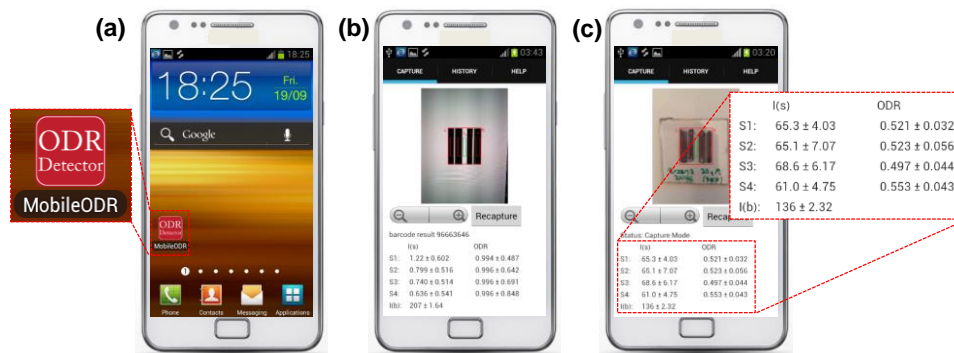 (a)
18:25
18:25
Fri.
19/09
Google
ODR
Detector
MobileODR
ODR
Detector
MobileODR
1
Phone Contacts Messaging Applications
(b)
03:43
CAPTURE HISTORY HELP
Recapture
barcode result 96663646
I(s) ODR
S1: 1.22 ± 0.602 0.994 ± 0.487
S2: 0.799 ± 0.516 0.996 ± 0.642
S3: 0.740 ± 0.514 0.996 ± 0.691
S4: 0.636 ± 0.541 0.996 ± 0.848
I(b): 207 ± 1.64
(c)
03:20
CAPTURE HISTORY HELP
Status: Capture Mode
I(s) ODR
S1: 65.3 ± 4.03 0.521 ± 0.032
S2: 65.1 ± 7.07 0.523 ± 0.056
S3: 68.6 ± 6.17 0.497 ± 0.044
S4: 61.0 ± 4.75 0.553 ± 0.043
I(b): 136 ± 2.32
I(s) ODR
S1: 65.3 ± 4.03 0.521 ± 0.032
S2: 65.1 ± 7.07 0.523 ± 0.056
S3: 68.6 ± 6.17 0.497 ± 0.044
S4: 61.0 ± 4.75 0.553 ± 0.043
I(b): 136 ± 2.32